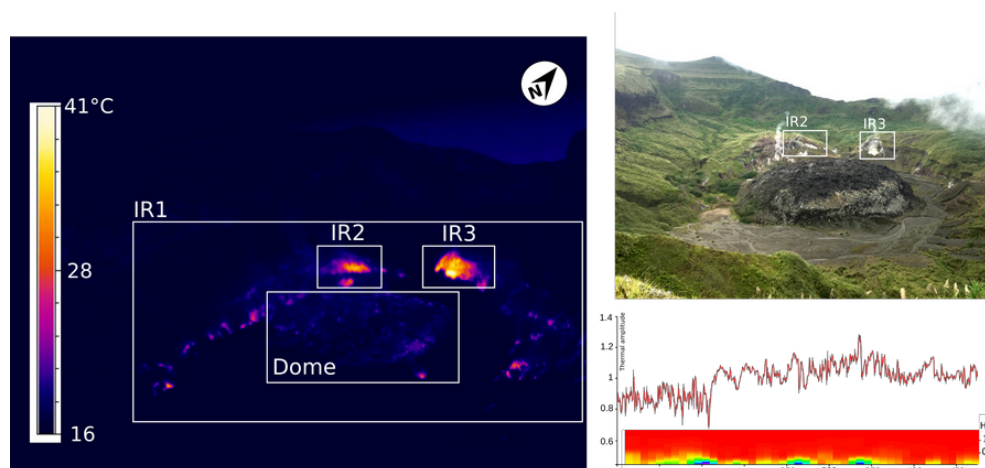 41°C
28
16
N
IR1
IR2
IR3
Dome
IR2
IR3
1.4
1.2
1
0.8
0.6
Thermal amplitude
H